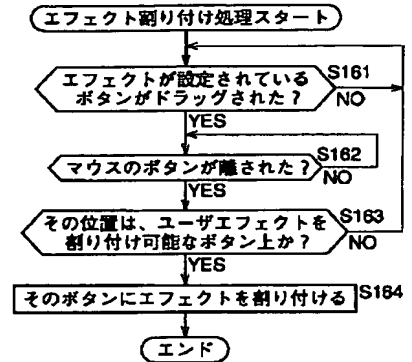 エフェクト割り付け処理スタート
エフェクトが設定されている
ボタンがドラッグされた？
S161
NO
YES
マウスのボタンが離された？
S162
NO
YES
その位置は、ユーザエフェクトを
割り付け可能なボタン上か？
S163
NO
YES
そのボタンにエフェクトを割り付ける
S164
エンド